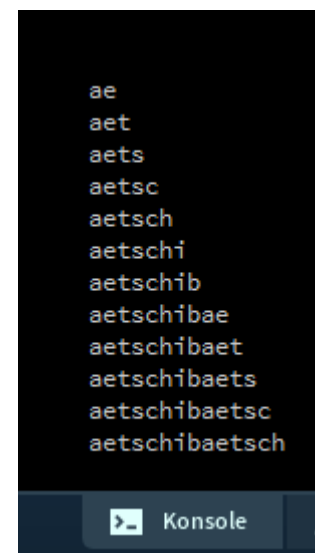 ae
aet
aets
aetsc
aetsch
aetschi
aetschib
aetschibae
aetschibaet
aetschibaets
aetschibaetsc
aetschibaetsch
>_ Konsole